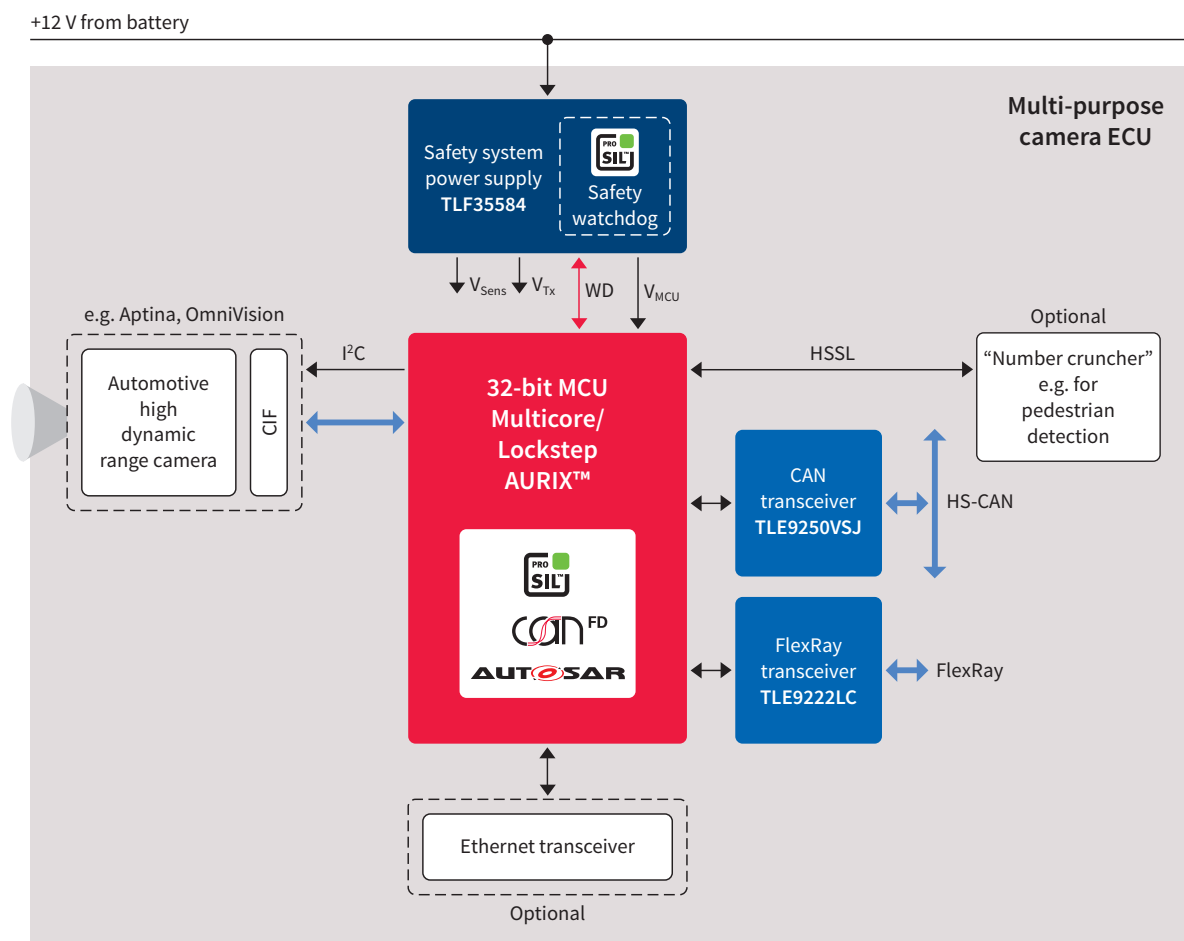 +12 V from battery
Multi-purpose
camera ECU
Safety system
power supply
TLF35584
PRO
SIL™
Safety
watchdog
VSens
VTx
WD
VMCU
e.g. Aptina, OmniVision
Automotive
high
dynamic
range camera
CIF
I²C
32-bit MCU
Multicore/
Lockstep
AURIX™
PRO
SIL™
CAN FD
AUTOSAR
HSSL
Optional
“Number cruncher”
e.g. for
pedestrian
detection
CAN
transceiver
TLE9250VSJ
HS-CAN
FlexRay
transceiver
TLE9222LC
FlexRay
Ethernet transceiver
Optional